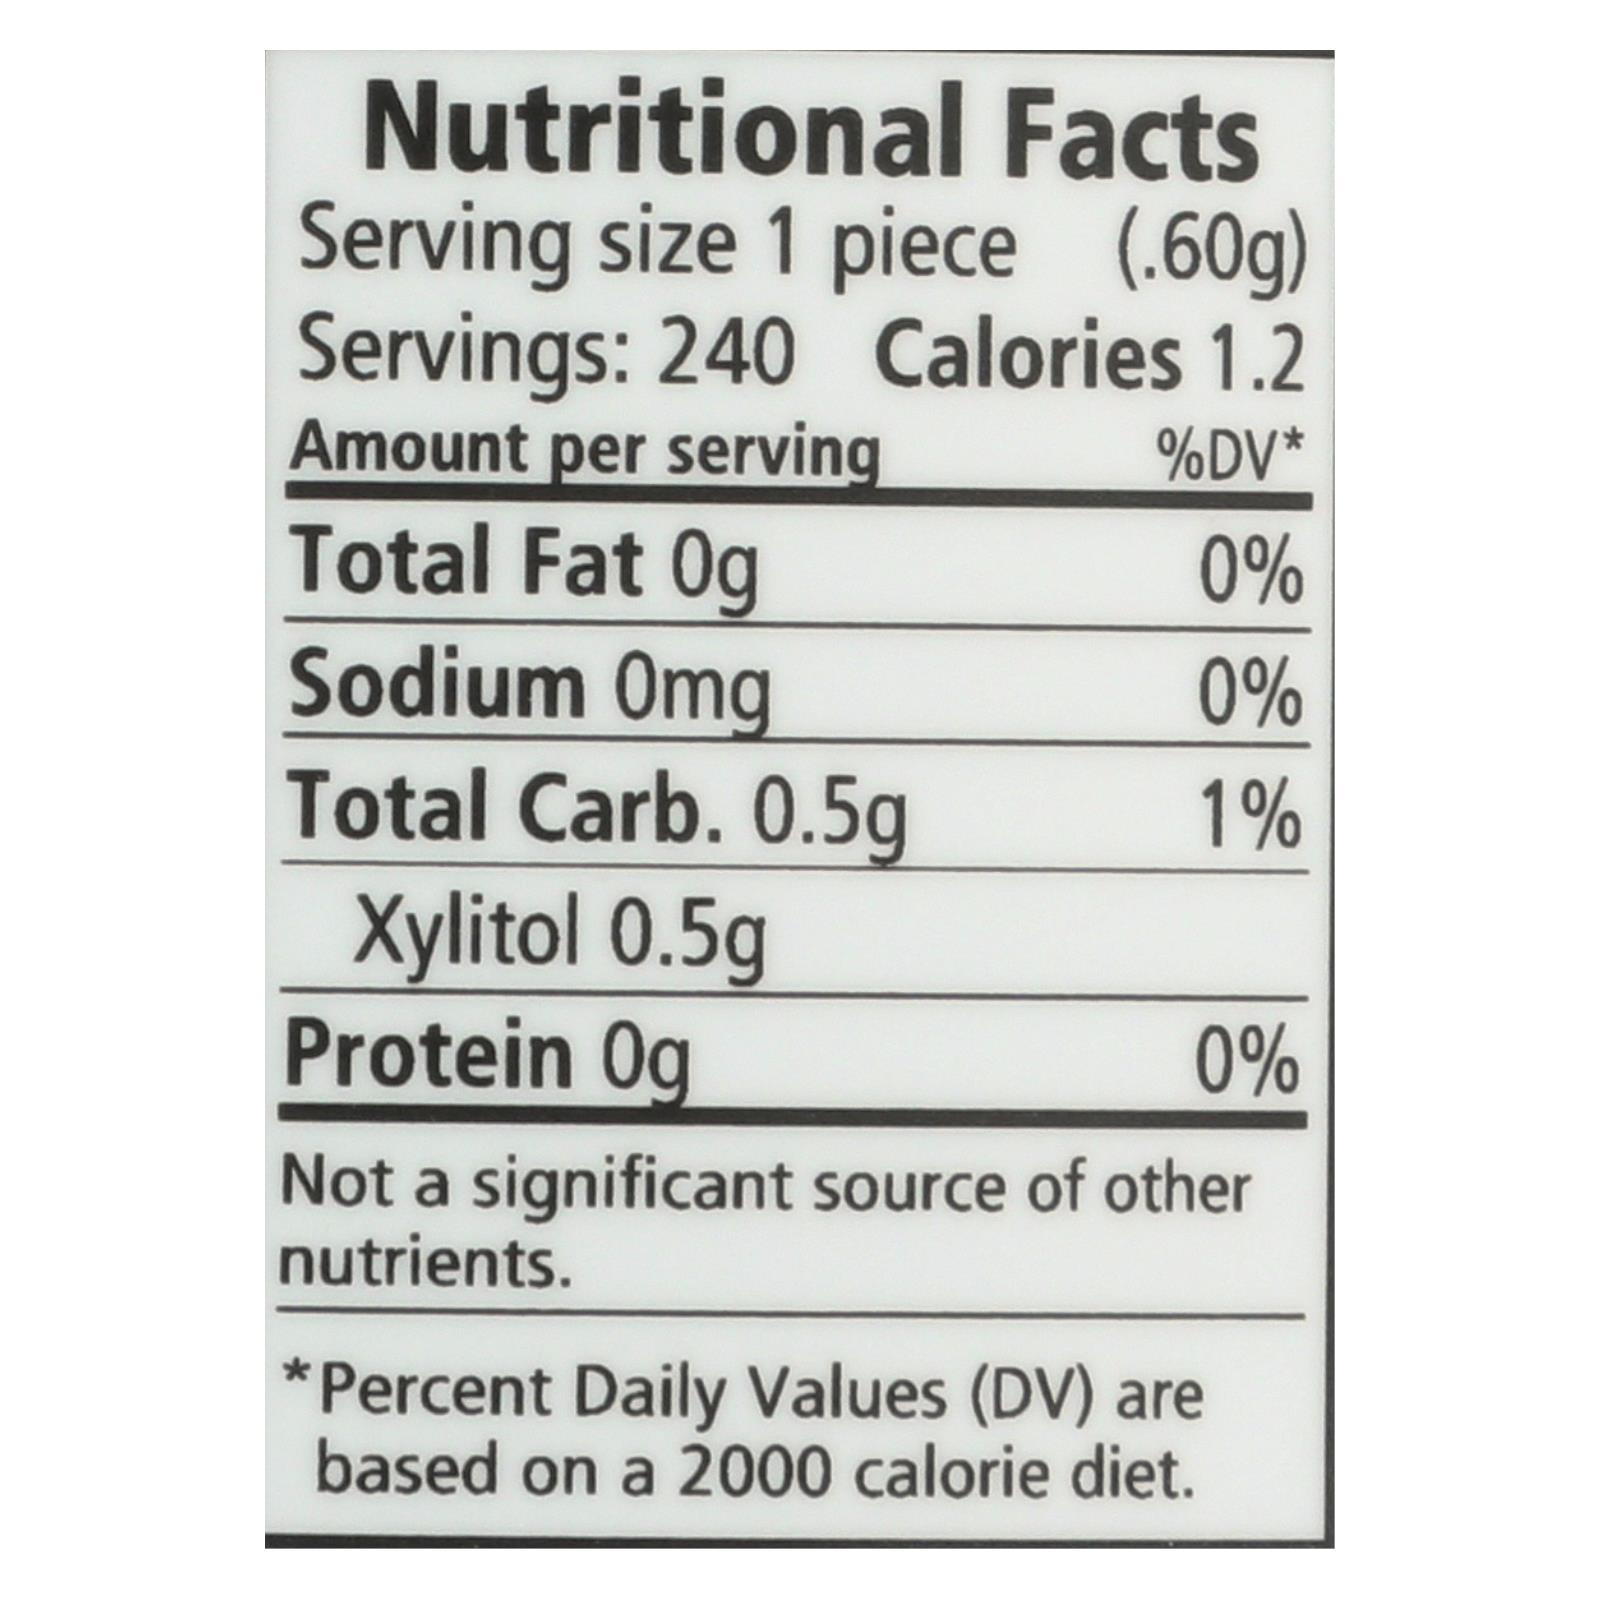 Nutritional Facts
Serving size 1 piece (.60g)
Servings: 240 Calories 1.2
Amount per serving %DV*
Total Fat 0g 0%
Sodium 0mg 0%
Total Carb. 0.5g 1%
Xylitol 0.5g
Protein 0g 0%
Not a significant source of other
nutrients.
*Percent Daily Values (DV) are
based on a 2000 calorie diet.